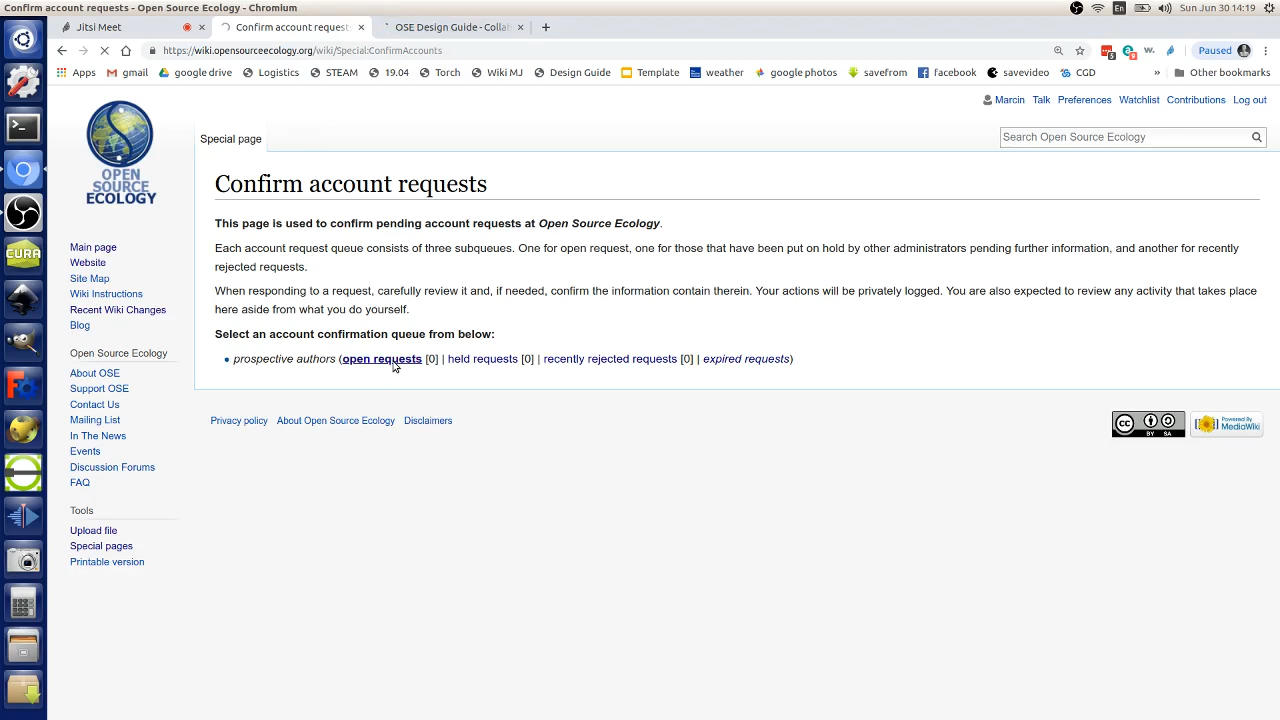 Confirm account requests - Open Source Ecology - Chromium
En
Sun Jun 30 14:19
Jitsi Meet
Confirm account requests
OSE Design Guide - Collab
https://wiki.opensourceecology.org/wiki/Special:ConfirmAccounts
5
9
W.
Paused
Apps
gmail
google drive
Logistics
STEAM
19.04
Torch
Wiki MJ
Design Guide
Template
weather
google photos
savefrom
facebook
savevideo
CGD
»
Other bookmarks
Marcin
Talk
Preferences
Watchlist
Contributions
Log out
Special page
Search Open Source Ecology
OPEN
SOURCE
ECOLOGY
Confirm account requests
This page is used to confirm pending account requests at Open Source Ecology.
Each account request queue consists of three subqueues. One for open request, one for those that have been put on hold by other administrators pending further information, and another for recently
rejected requests.
When responding to a request, carefully review it and, if needed, confirm the information contain therein. Your actions will be privately logged. You are also expected to review any activity that takes
place here aside from what you do yourself.
Select an account confirmation queue from below:
• prospective authors (open requests [0] | held requests [0] | recently rejected requests [0] | expired requests)
Main page
Website
Site Map
Wiki Instructions
Recent Wiki Changes
Blog
Open Source Ecology
About OSE
Support OSE
Contact Us
Mailing List
In The News
Events
Discussion Forums
FAQ
Tools
Upload file
Special pages
Printable version
Privacy policy
About Open Source Ecology
Disclaimers
cc
BY SA
Powered By
MediaWiki
CURA